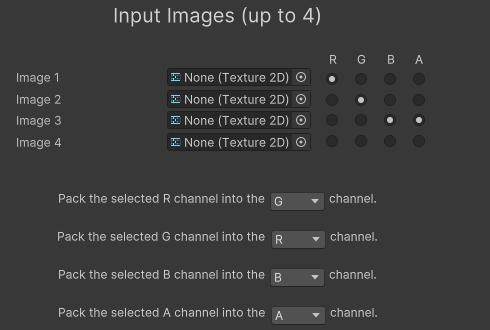 Input Images (up to 4)
R G B A
Image 1 None (Texture 2D)
Image 2 None (Texture 2D)
Image 3 None (Texture 2D)
Image 4 None (Texture 2D)
Pack the selected R channel into the G channel.
Pack the selected G channel into the R channel.
Pack the selected B channel into the B channel.
Pack the selected A channel into the A channel.